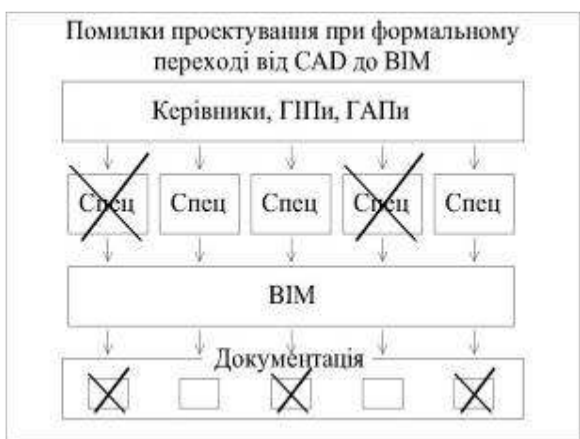 Помилки проектування при формальному
переході від CAD до BIM
Керівники, ГІПи, ГАПи
Спец Спец Спец Спец Спец
BIM
Документація